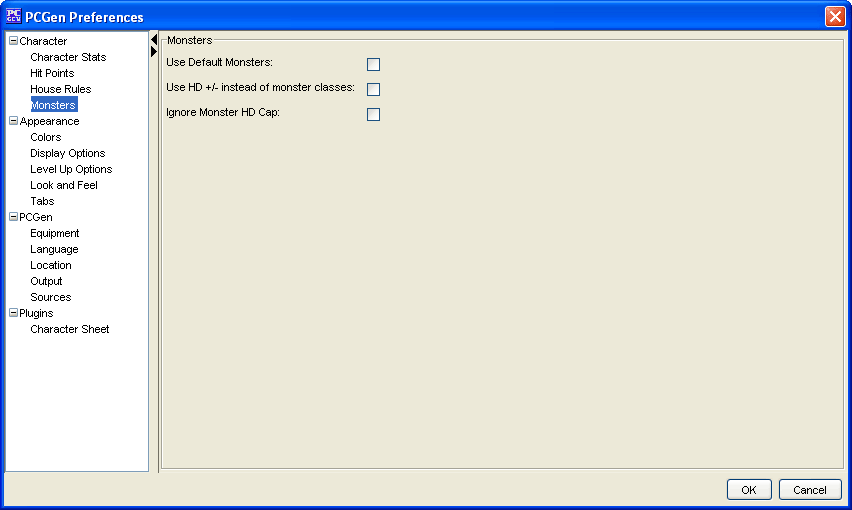 PCGen Preferences
Character
Character Stats
Hit Points
House Rules
Monsters
Appearance
Colors
Display Options
Level Up Options
Look and Feel
Tabs
PCGen
Equipment
Language
Location
Output
Sources
Plugins
Character Sheet
Monsters
Use Default Monsters:
Use HD +/- instead of monster classes:
Ignore Monster HD Cap:
OK
Cancel